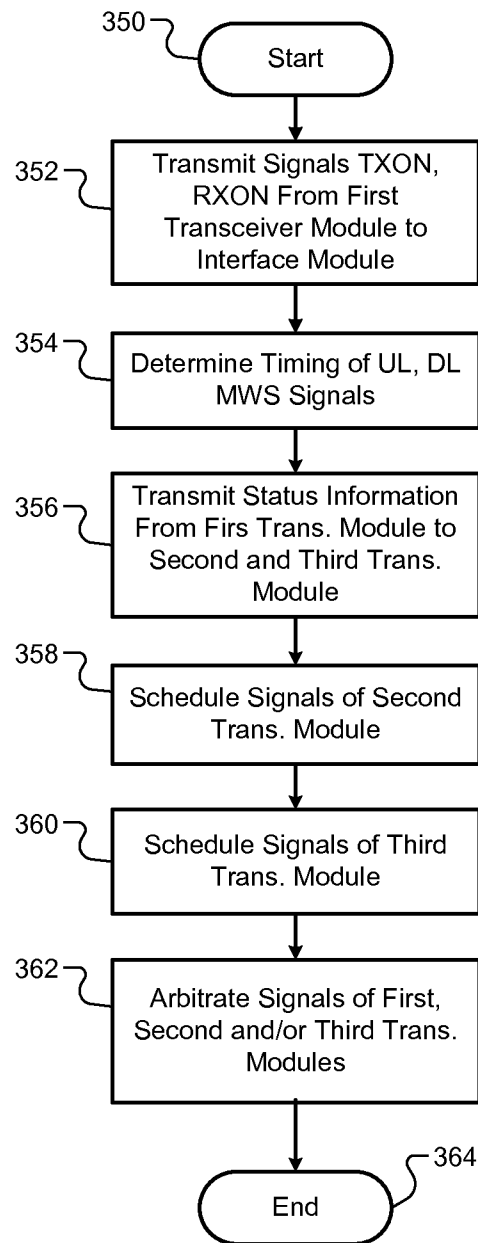 350
Start
352
Transmit Signals TXON,
RXON From First
Transceiver Module to
Interface Module
354
Determine Timing of UL, DL
MWS Signals
356
Transmit Status Information
From Firs Trans. Module to
Second and Third Trans.
Module
358
Schedule Signals of Second
Trans. Module
360
Schedule Signals of Third
Trans. Module
362
Arbitrate Signals of First,
Second and/or Third Trans.
Modules
364
End